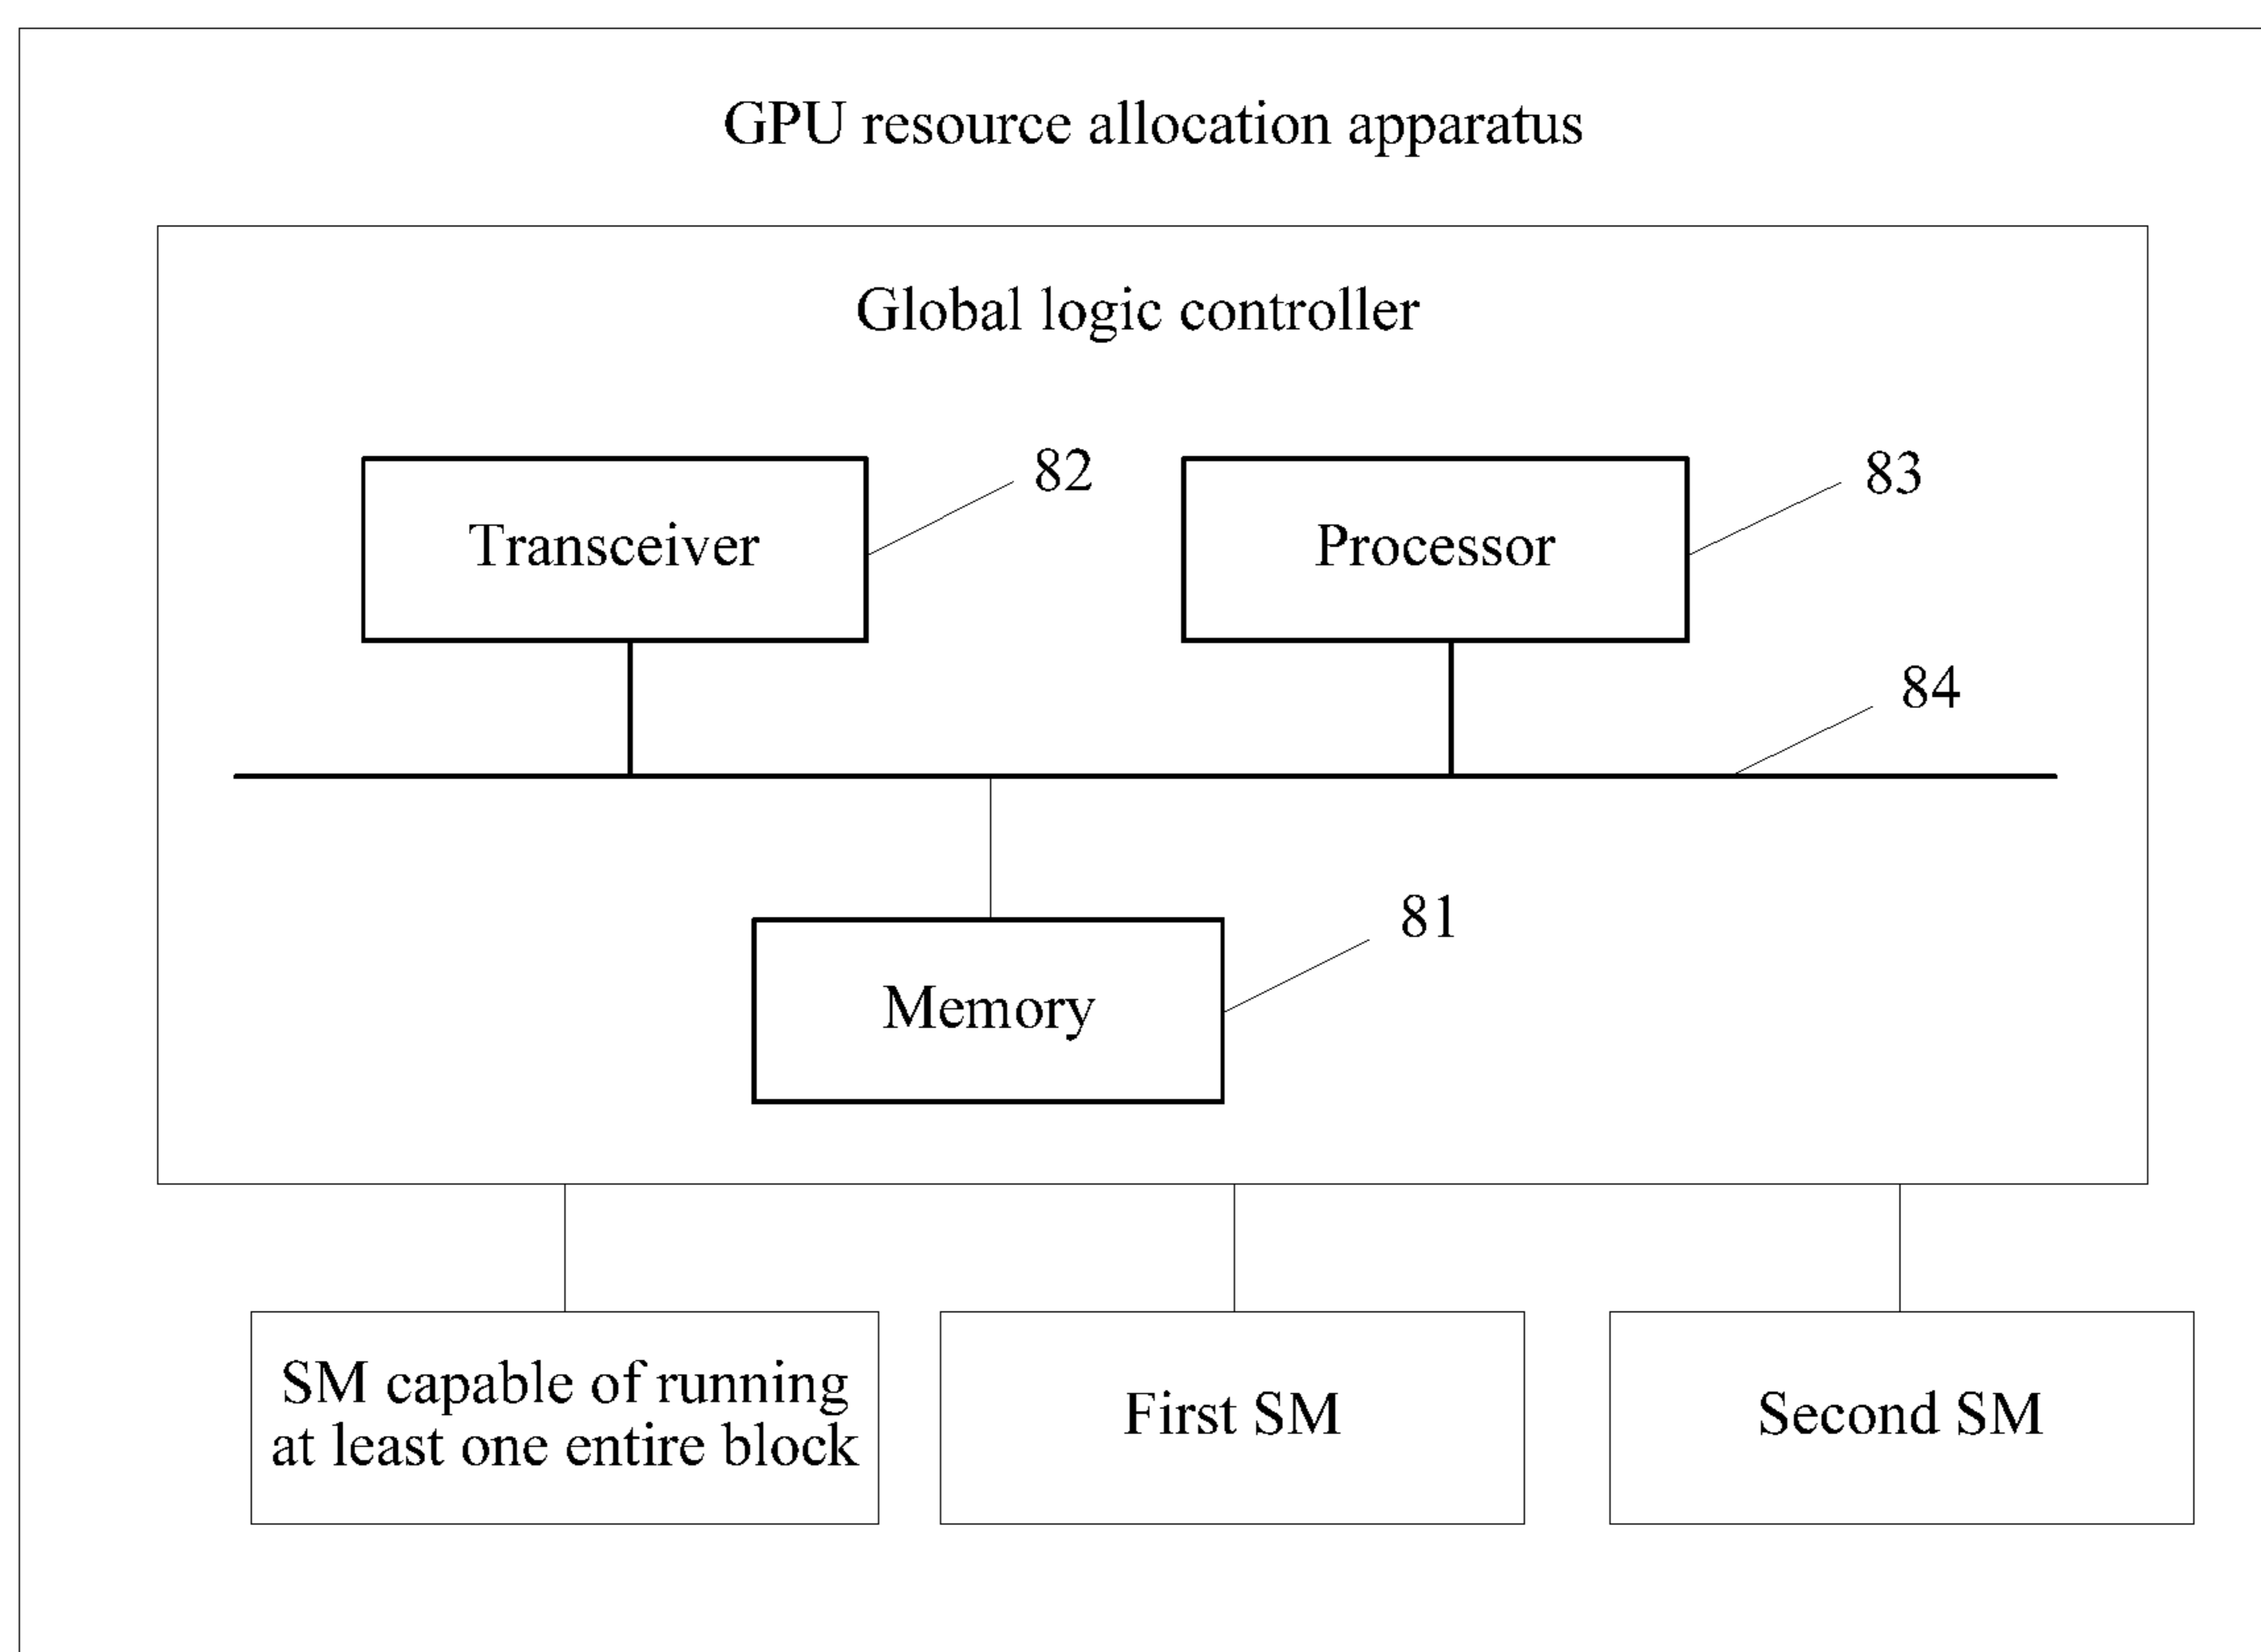 GPU resource allocation apparatus
Global logic controller
82
83
Transceiver
Processor
84
81
Memory
SM capable of running
at least one entire block
First SM
Second SM